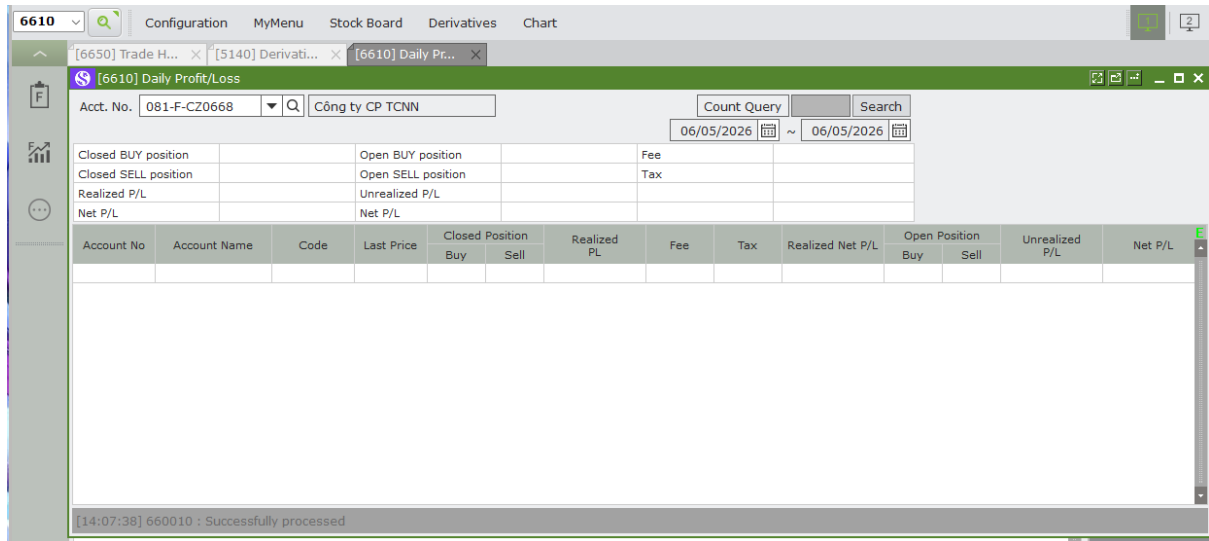 6610 Configuration MyMenu Stock Board Derivatives Chart 1 2
[6650] Trade H... [5140] Derivati... [6610] Daily Pr...
[6610] Daily Profit/Loss
F
Acct. No. 081-F-CZ0668 Công ty CP TCNN Count Query Search
06/05/2026 ~ 06/05/2026
Closed BUY position Open BUY position Fee
Closed SELL position Open SELL position Tax
Realized P/L Unrealized P/L
Net P/L Net P/L
Account No Account Name Code Last Price Closed Position Buy Sell Realized PL Fee Tax Realized Net P/L Open Position Buy Sell Unrealized P/L Net P/L E
[14:07:38] 660010 : Successfully processed